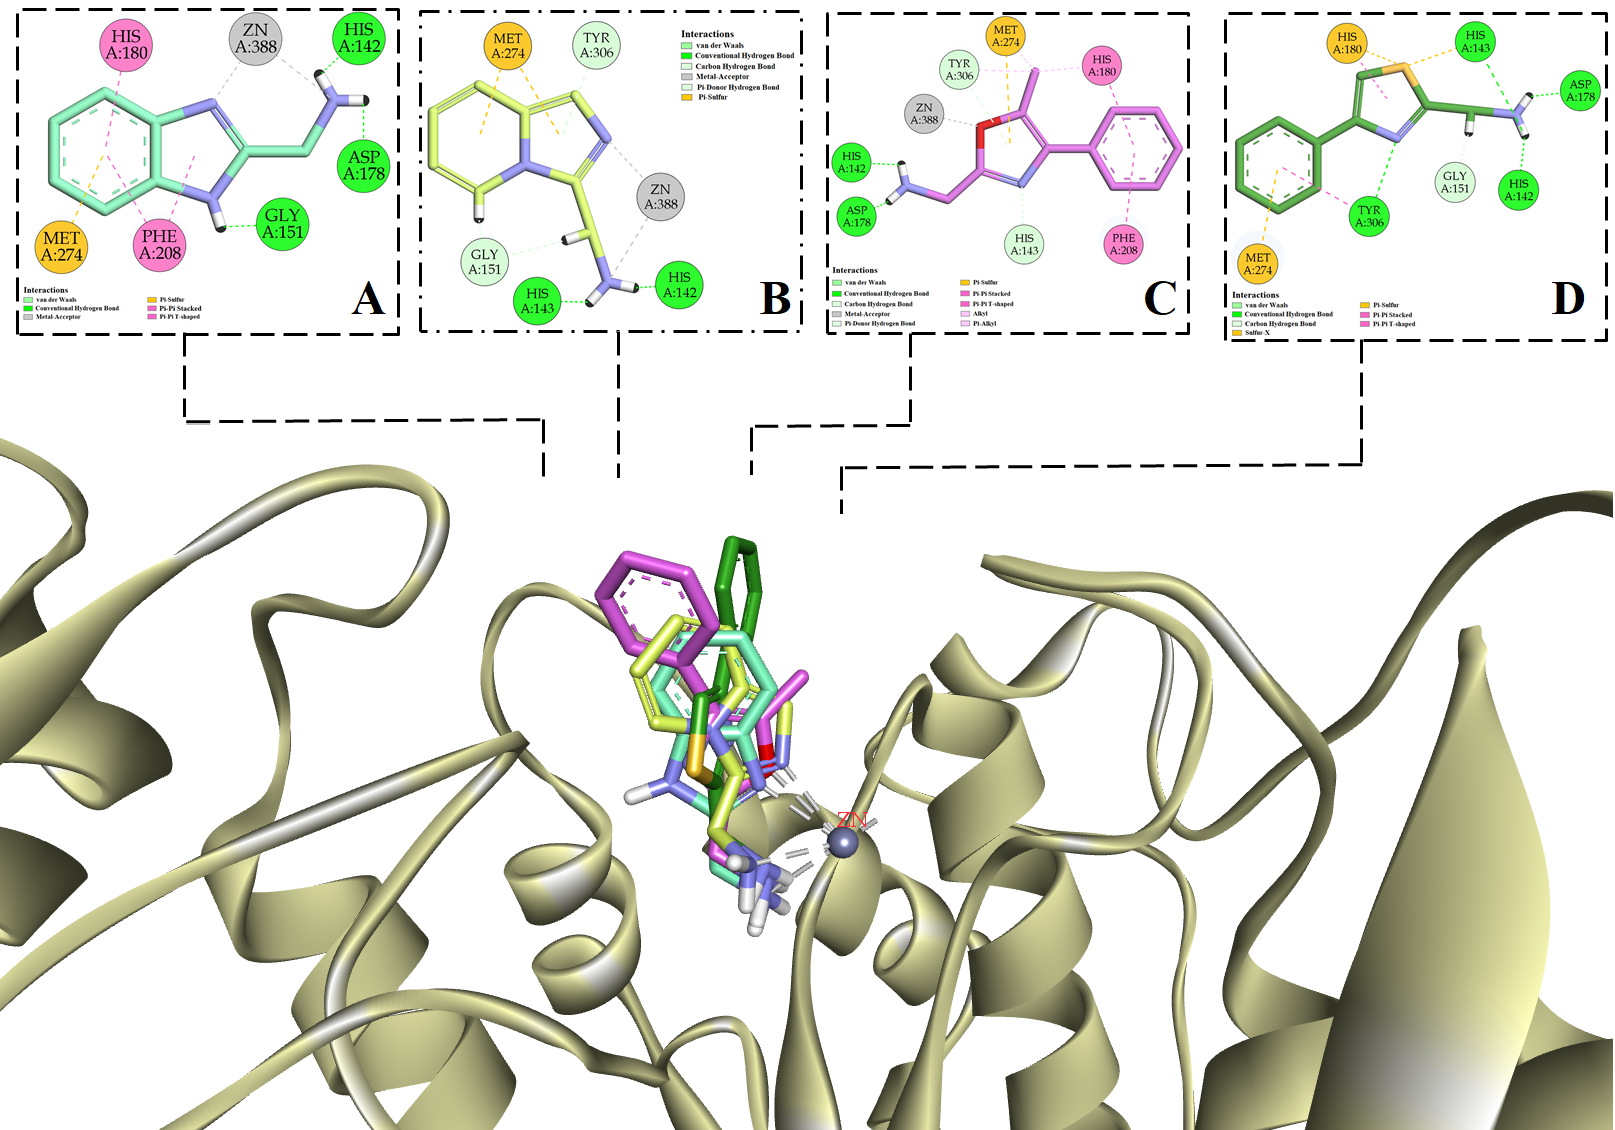 HIS
A:180
ZN
A:388
HIS
A:142
ASP
A:178
GLY
A:151
PHE
A:208
MET
A:274
Interactions
van der Waals
Conventional Hydrogen Bond
Metal-Acceptor
Pi-Sulfur
Pi-Pi Stacked
Pi-Pi T-shaped
A
MET
A:274
TYR
A:306
ZN
A:388
GLY
A:151
HIS
A:143
HIS
A:142
Interactions
van der Waals
Conventional Hydrogen Bond
Carbon Hydrogen Bond
Metal-Acceptor
Pi-Donor Hydrogen Bond
Pi-Sulfur
B
MET
A:274
TYR
A:306
HIS
A:180
ZN
A:388
HIS
A:142
ASP
A:178
HIS
A:143
PHE
A:208
Interactions
van der Waals
Conventional Hydrogen Bond
Carbon Hydrogen Bond
Metal-Acceptor
Pi-Donor Hydrogen Bond
Pi-Sulfur
Pi-Pi Stacked
Pi-Pi T-shaped
Alkyl
Pi-Alkyl
C
HIS
A:180
HIS
A:143
ASP
A:178
GLY
A:151
HIS
A:142
TYR
A:306
MET
A:274
Interactions
van der Waals
Conventional Hydrogen Bond
Carbon Hydrogen Bond
Sulfur-X
Pi-Sulfur
Pi-Pi Stacked
Pi-Pi T-shaped
D
ZN